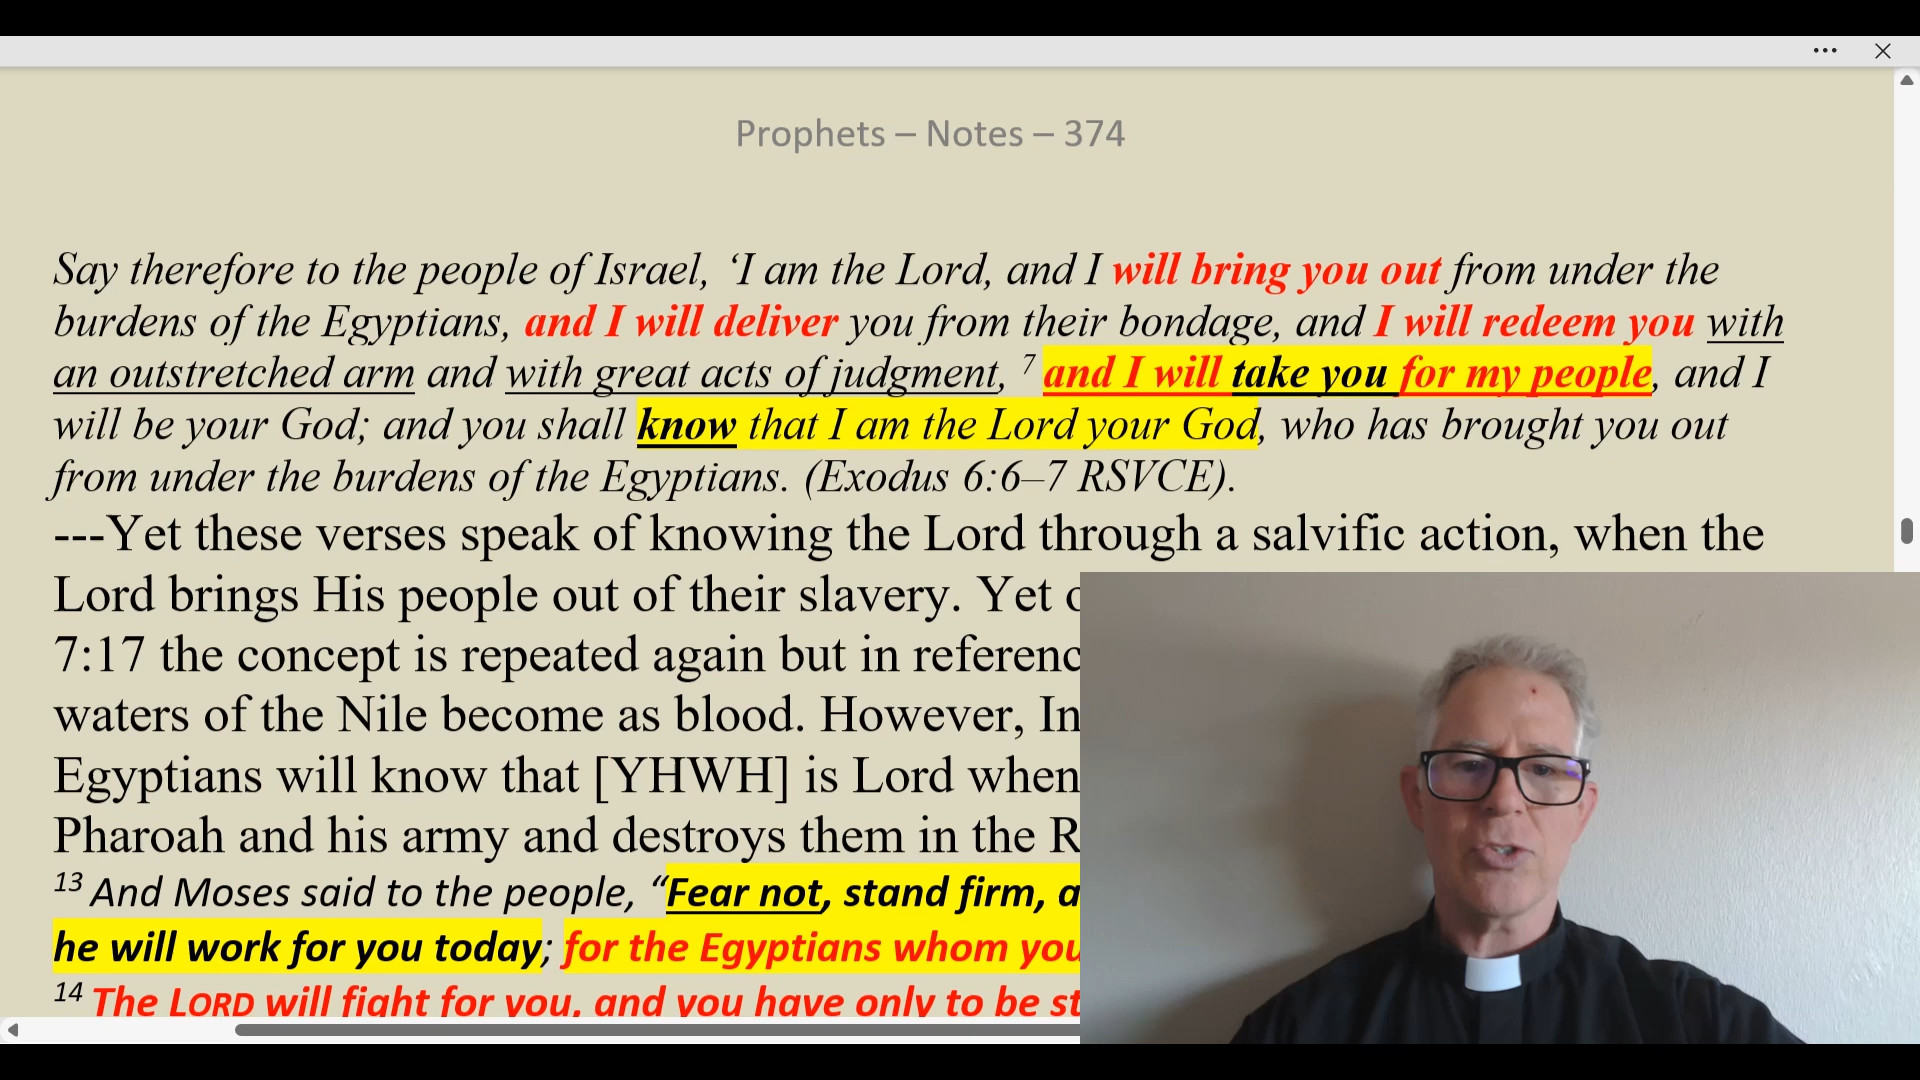 Prophets – Notes – 374
Say therefore to the people of Israel, ‘I am the Lord, and I will bring you out from under the
burdens of the Egyptians, and I will deliver you from their bondage, and I will redeem you with
an outstretched arm and with great acts of judgment, 7 and I will take you for my people, and I
will be your God; and you shall know that I am the Lord your God, who has brought you out
from under the burdens of the Egyptians. (Exodus 6:6–7 RSVCE).
---Yet these verses speak of knowing the Lord through a salvific action, when the
Lord brings His people out of their slavery. Yet
7:17 the concept is repeated again but in
waters of the Nile become as blood. However, In
Egyptians will know that [YHWH] is Lord when
Pharoah and his army and destroys them in the
13 And Moses said to the people, “Fear not, stand firm,
he will work for you today; for the Egyptians whom you
14 The LORD will fight for you, and you have only to be